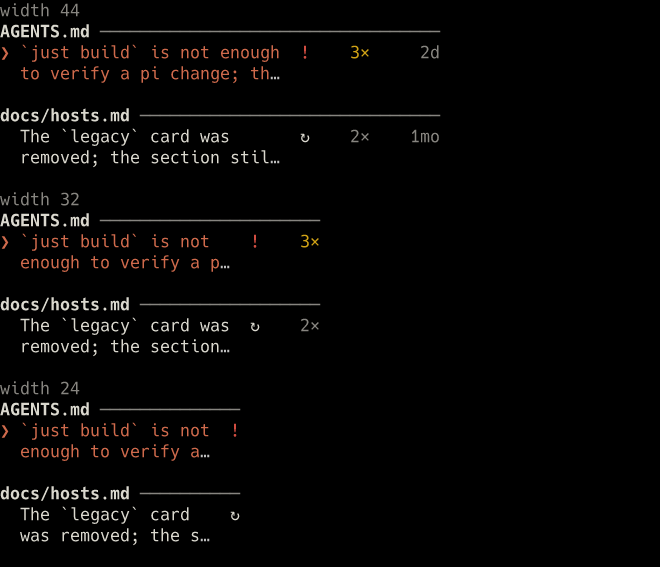 width 44
AGENTS.md ──────────────────────────────────
❯ `just build` is not enough  !    3×     2d
  to verify a pi change; th…
docs/hosts.md ──────────────────────────────
  The `legacy` card was       ↻    2×    1mo
  removed; the section stil…
width 32
AGENTS.md ──────────────────────
❯ `just build` is not    !    3×
  enough to verify a p…
docs/hosts.md ──────────────────
  The `legacy` card was  ↻    2×
  removed; the section…
width 24
AGENTS.md ──────────────
❯ `just build` is not  !
  enough to verify a…
docs/hosts.md ──────────
  The `legacy` card    ↻
  was removed; the s…